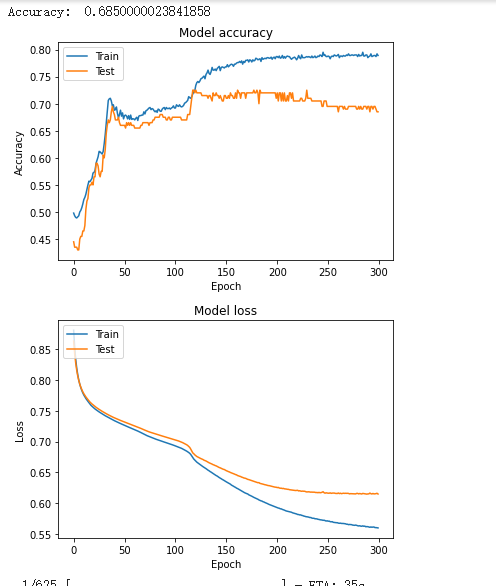 Accuracy:  0.6850000023841858
Model accuracy
Train
Test
0.80
0.75
0.70
0.65
0.60
0.55
0.50
0.45
Accuracy
0 50 100 150 200 250 300
Epoch
Model loss
Train
Test
0.85
0.80
0.75
0.70
0.65
0.60
0.55
Loss
0 50 100 150 200 250 300
Epoch
1/625 [ ] - ETA: 35s